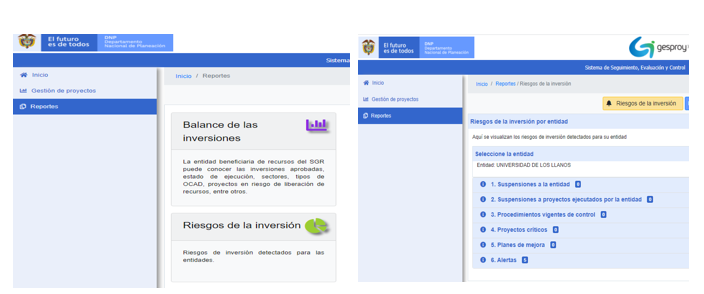 El futuro
es de todos
DNP
Departamento
Nacional de Planeación
Sistema
Inicio
Gestión de proyectos
Reportes
Inicio / Reportes
Balance de las
inversiones
La entidad beneficiaria de recursos del SGR
puede conocer las inversiones aprobadas,
estado de ejecución, sectores, tipos de
OCAD, proyectos en riesgo de liberación de
recursos, entre otros.
Riesgos de la inversión
Riesgos de inversión detectados para las
entidades.
El futuro
es de todos
DNP
Departamento
Nacional de Planeación
gesproy
Sistema de Seguimiento, Evaluación y Control
Inicio
Gestión de proyectos
Reportes
Inicio / Reportes / Riesgos de la inversión
Riesgos de la inversión
Riesgos de la inversión por entidad
Aquí se visualizan los riesgos de inversión detectados para su entidad
Seleccione la entidad
Entidad: UNIVERSIDAD DE LOS LLANOS
1. Suspensiones a la entidad 0
2. Suspensiones a proyectos ejecutados por la entidad 0
3. Procedimientos vigentes de control 0
4. Proyectos críticos 0
5. Planes de mejora 0
6. Alertas 5